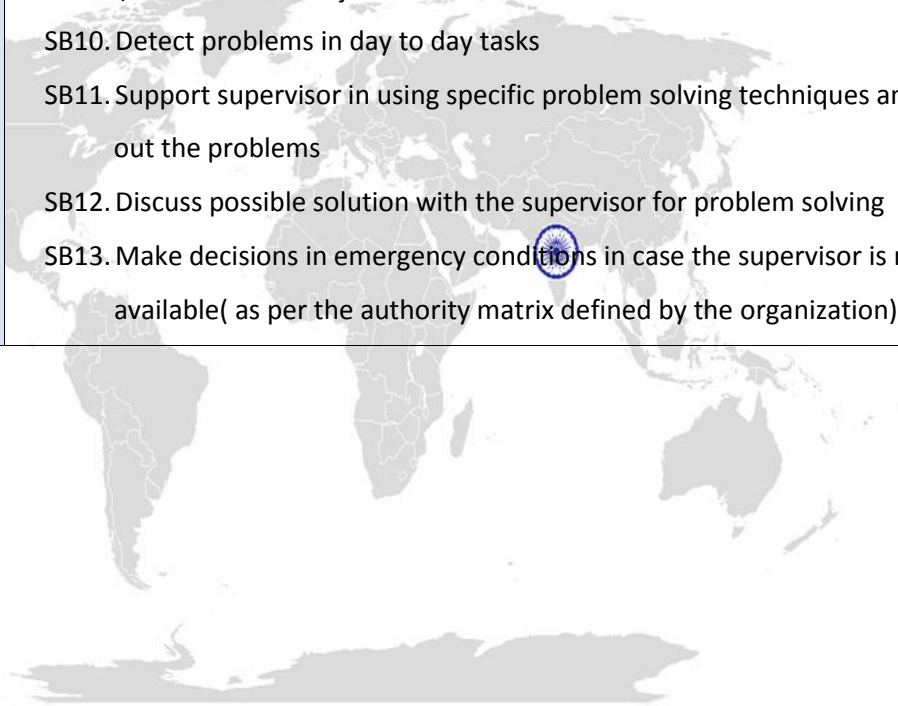 SB10. Detect problems in day to day tasks
SB11. Support supervisor in using specific problem solving techniques
out the problems
SB12. Discuss possible solution with the supervisor for problem solving
SB13. Make decisions in emergency conditions in case the supervisor is
available( as per the authority matrix defined by the organization)